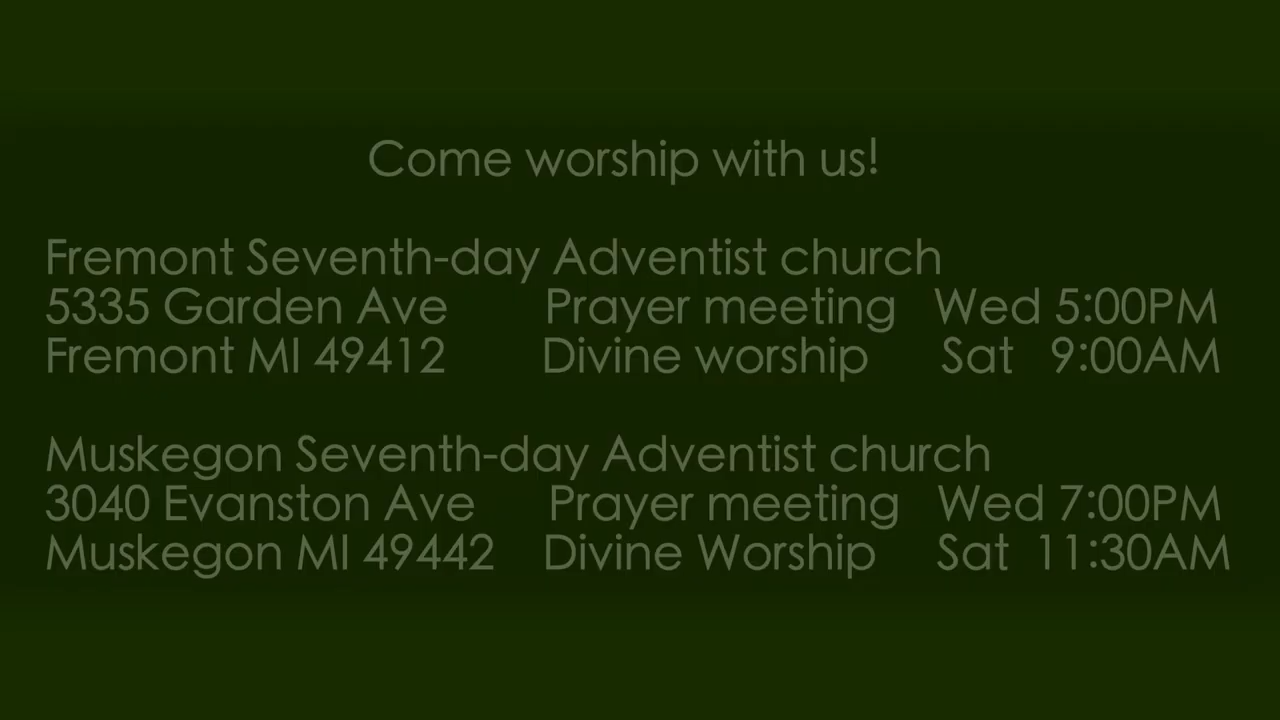 Come worship with us!
Fremont Seventh-day Adventist church
5335 Garden Ave Prayer meeting Wed 5:00PM
Fremont MI 49412 Divine worship Sat 9:00AM
Muskegon Seventh-day Adventist church
3040 Evanston Ave Prayer meeting Wed 7:00PM
Muskegon MI 49442 Divine Worship Sat 11:30AM